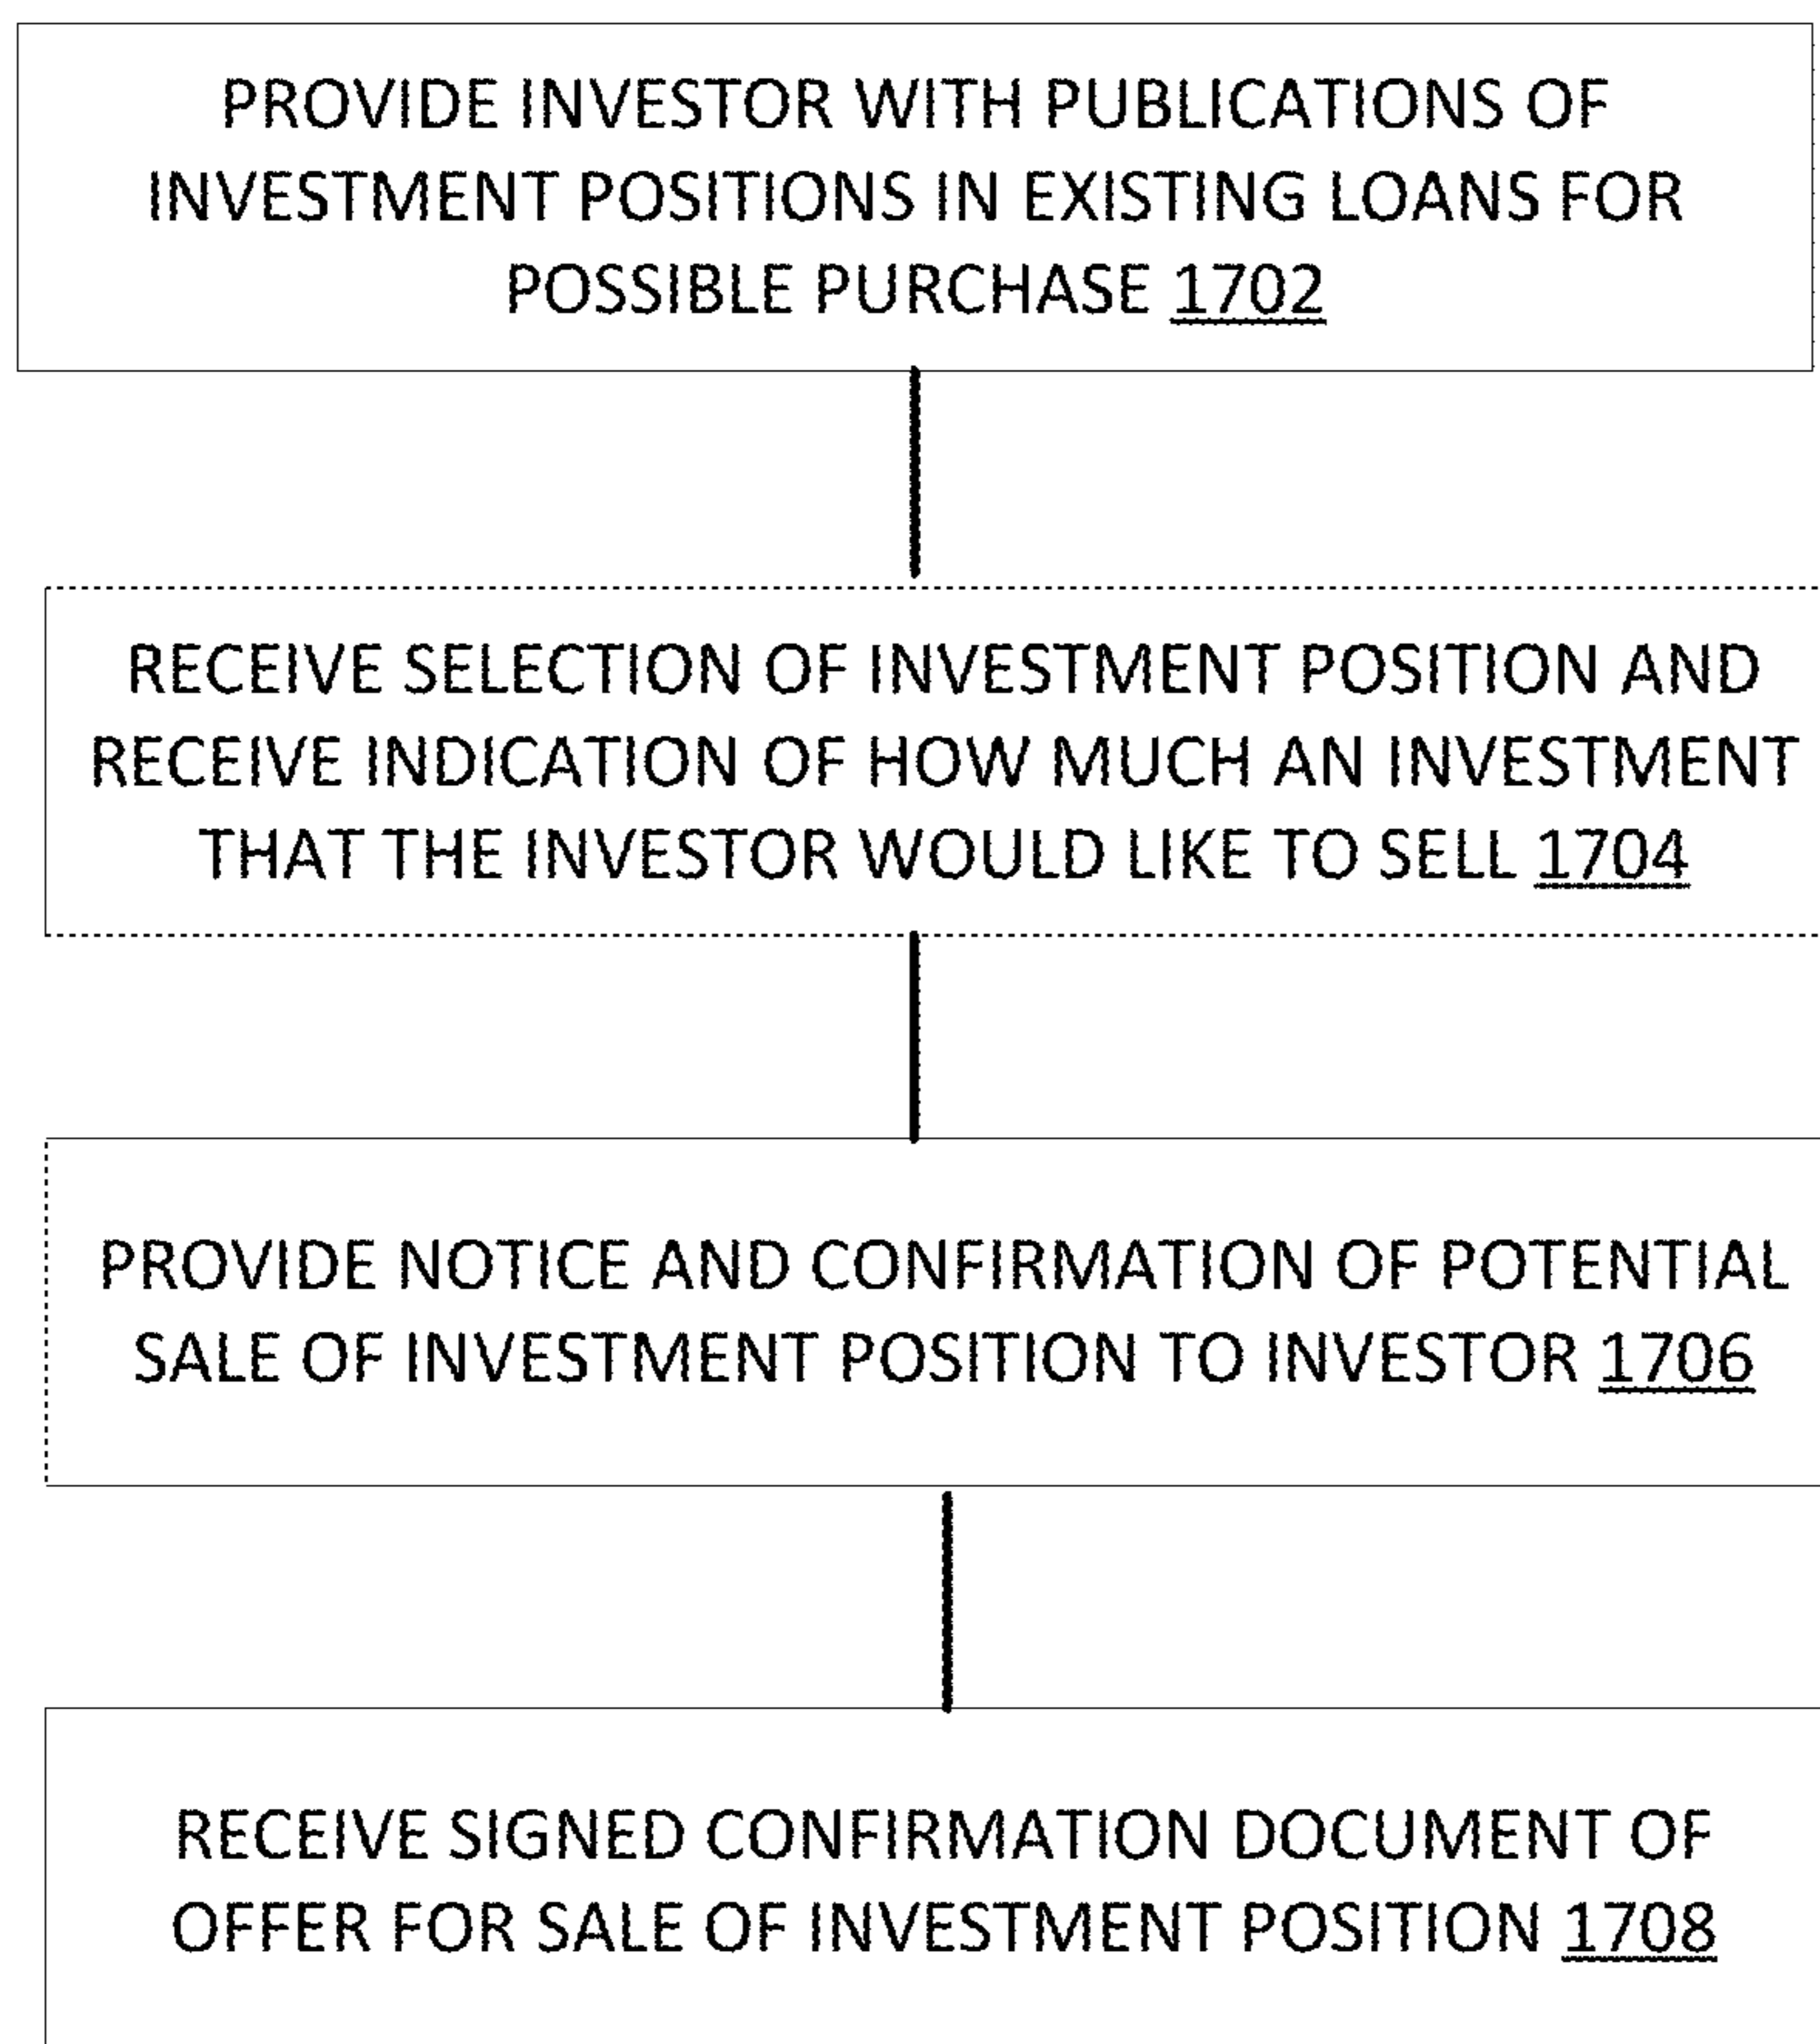 PROVIDE INVESTOR WITH PUBLICATIONS OF
INVESTMENT POSITIONS IN EXISTING LOANS FOR
POSSIBLE PURCHASE 1702
RECEIVE SELECTION OF INVESTMENT POSITION AND
RECEIVE INDICATION OF HOW MUCH AN INVESTMENT
THAT THE INVESTOR WOULD LIKE TO SELL 1704
PROVIDE NOTICE AND CONFIRMATION OF POTENTIAL
SALE OF INVESTMENT POSITION TO INVESTOR 1706
RECEIVE SIGNED CONFIRMATION DOCUMENT OF
OFFER FOR SALE OF INVESTMENT POSITION 1708